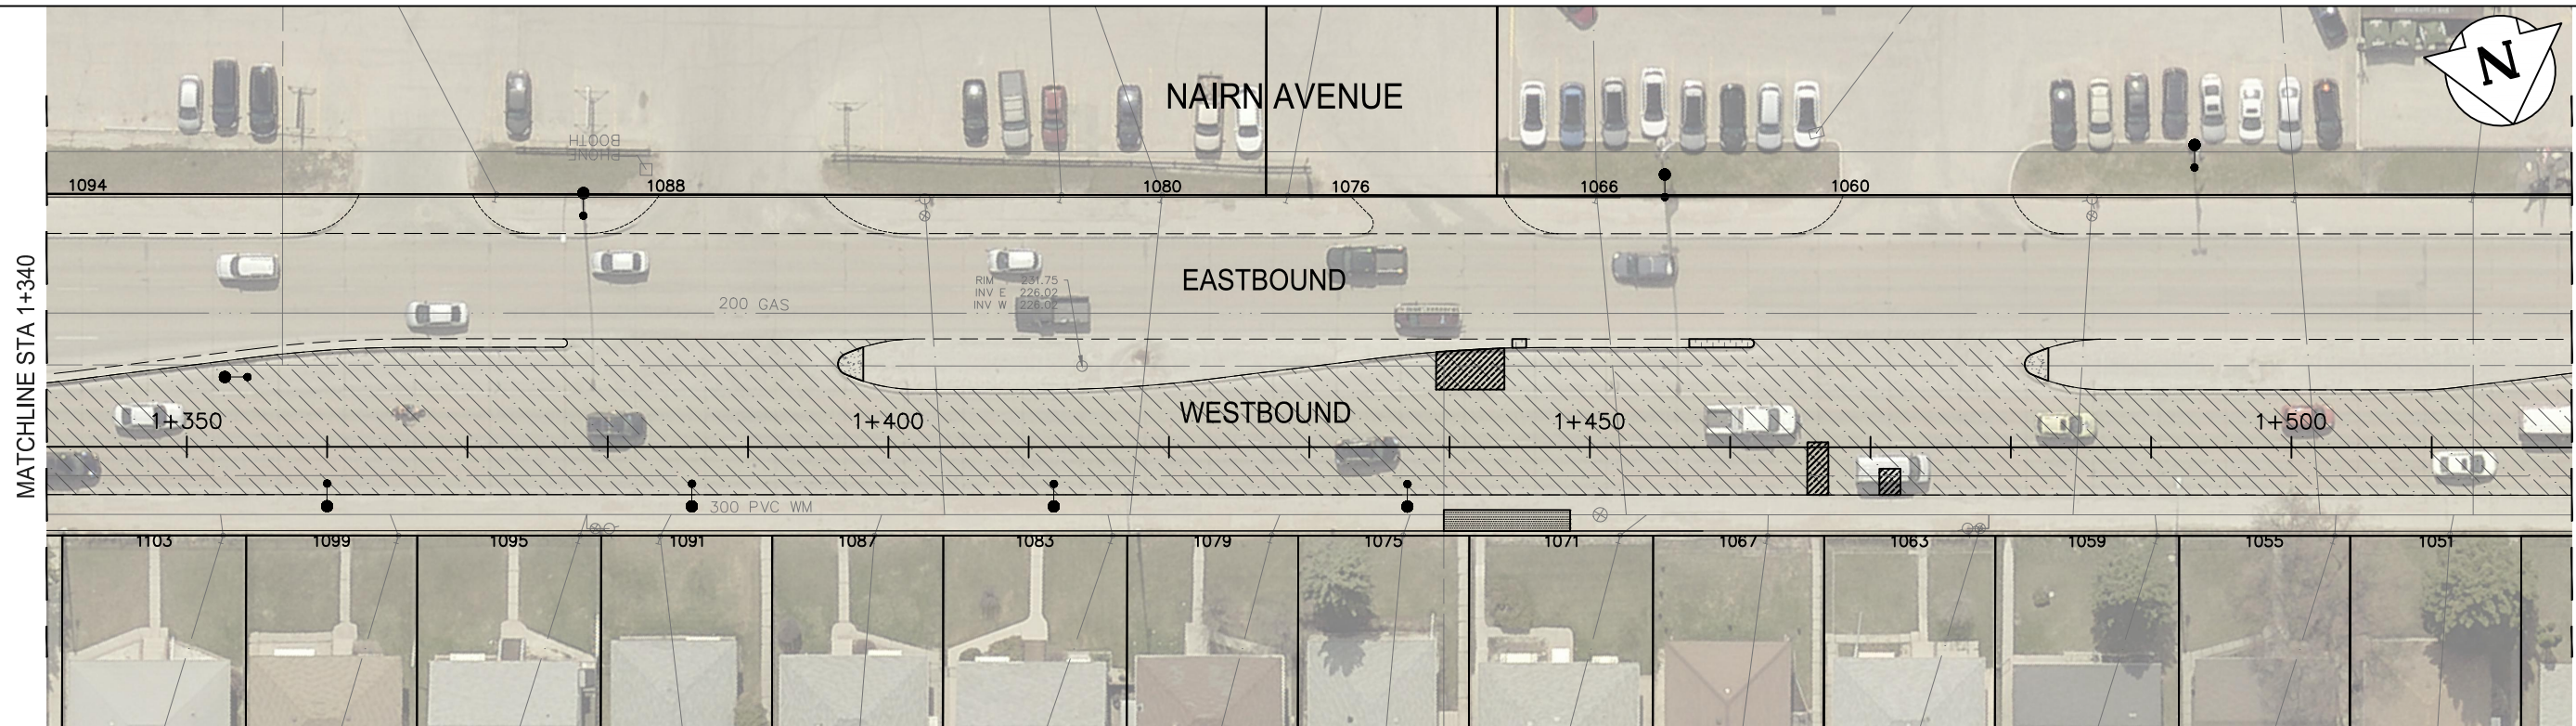 N
NAIRN AVENUE
PHONE
BOOTH
1094
1088
1080
1076
1066
1060
EASTBOUND
RIM 231.75
INV E 226.02
INV W 226.02
200 GAS
MATCHLINE STA 1+340
WESTBOUND
1+350
1+400
1+450
1+500
300 PVC WM
1103
1099
1095
1091
1087
1083
1079
1075
1071
1067
1063
1059
1055
1051